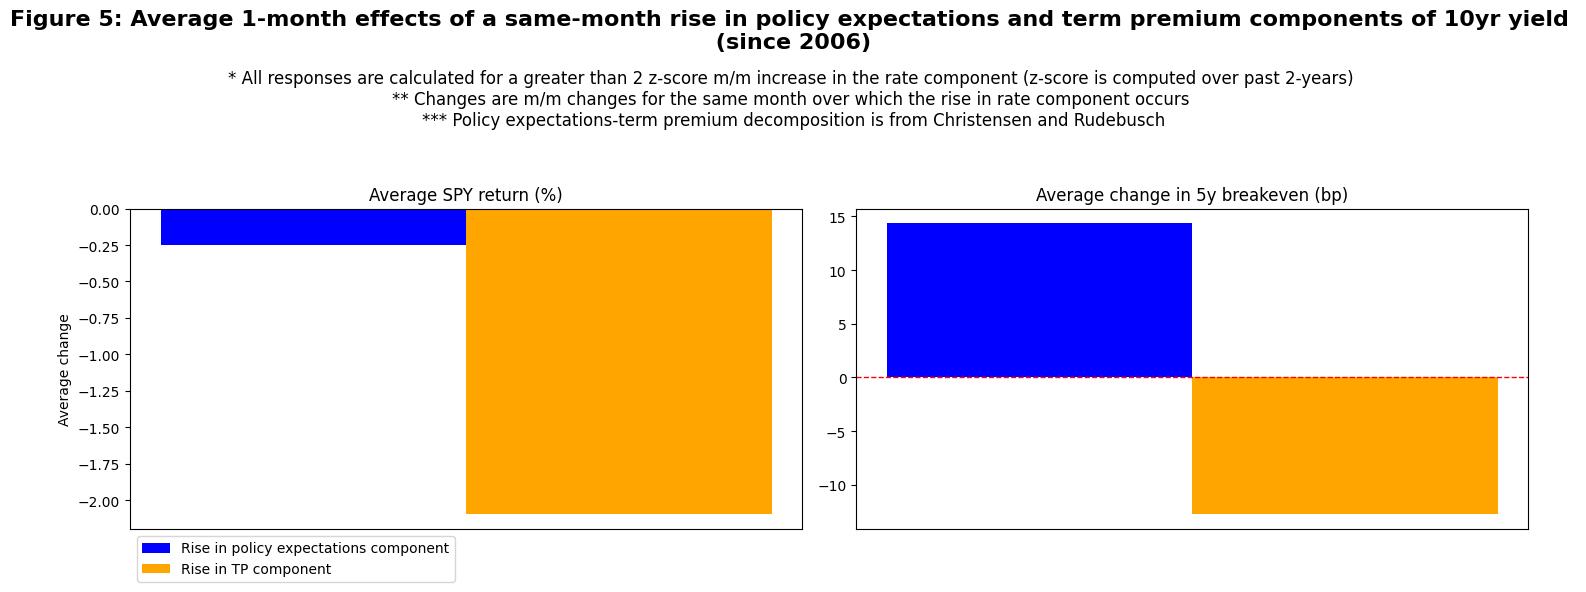 Figure 5: Average 1-month effects of a same-month rise in policy expectations and term premium components of 10yr yield
(since 2006)
* All responses are calculated for a greater than 2 z-score m/m increase in the rate component (z-score is computed over past 2-years)
** Changes are m/m changes for the same month over which the rise in rate component occurs
*** Policy expectations-term premium decomposition is from Christensen and Rudebusch
Average SPY return (%)
Average change
0.00
−0.25
−0.50
−0.75
−1.00
−1.25
−1.50
−1.75
−2.00
Rise in policy expectations component
Rise in TP component
Average change in 5y breakeven (bp)
15
10
5
0
−5
−10